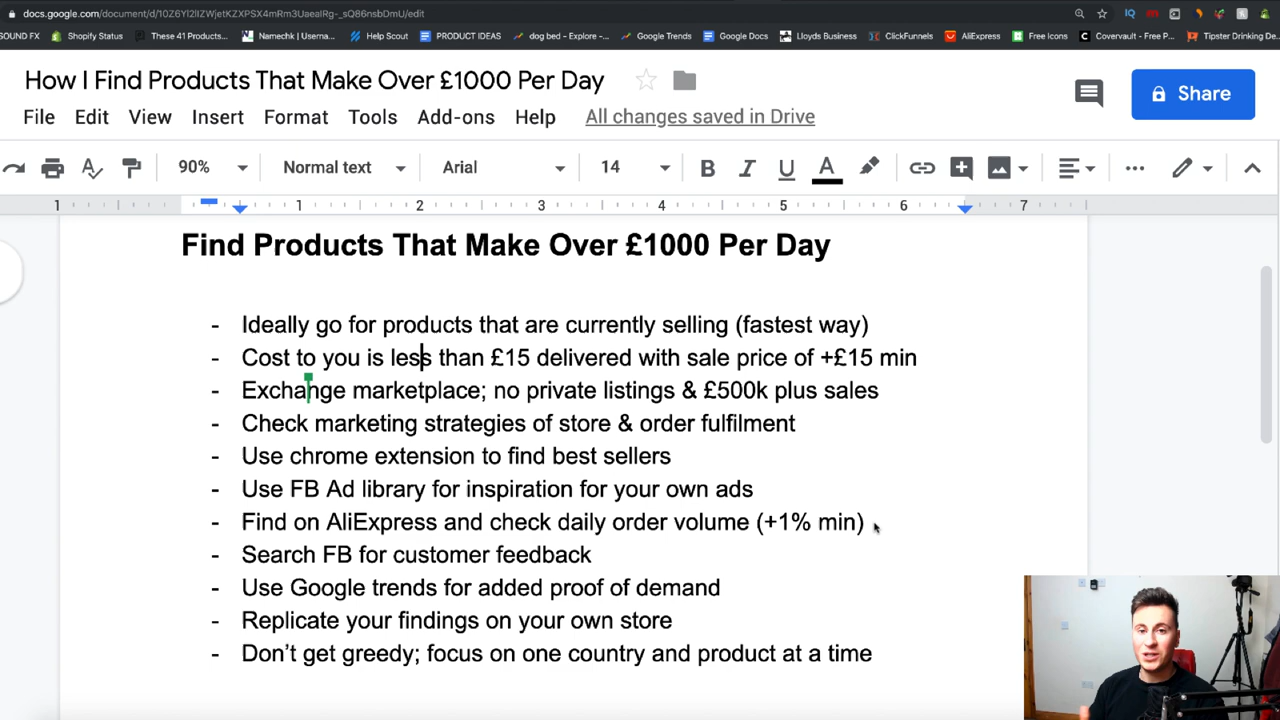 docs.google.com/document/d/10Z6Yl2lIZWjetKZXPSX4mRm3UaealRg-_sQ86nsbDmU/edit
SOUND FX Shopify Status These 41 Products... Namechk | Userna... Help Scout PRODUCT IDEAS dog bed - Explore -... Google Trends Google Docs Lloyds Business ClickFunnels AliExpress Free Icons Covervault - Free P... Tipster Drinking De...
How I Find Products That Make Over £1000 Per Day
Share
File Edit View Insert Format Tools Add-ons Help All changes saved in Drive
90% Normal text Arial 14 B I U A
1 1 2 3 4 5 6 7
Find Products That Make Over £1000 Per Day
- Ideally go for products that are currently selling (fastest way)
- Cost to you is less than £15 delivered with sale price of +£15 min
- Exchange marketplace; no private listings & £500k plus sales
- Check marketing strategies of store & order fulfilment
- Use chrome extension to find best sellers
- Use FB Ad library for inspiration for your own ads
- Find on AliExpress and check daily order volume (+1% min)
- Search FB for customer feedback
- Use Google trends for added proof of demand
- Replicate your findings on your own store
- Don't get greedy; focus on one country and product at a time